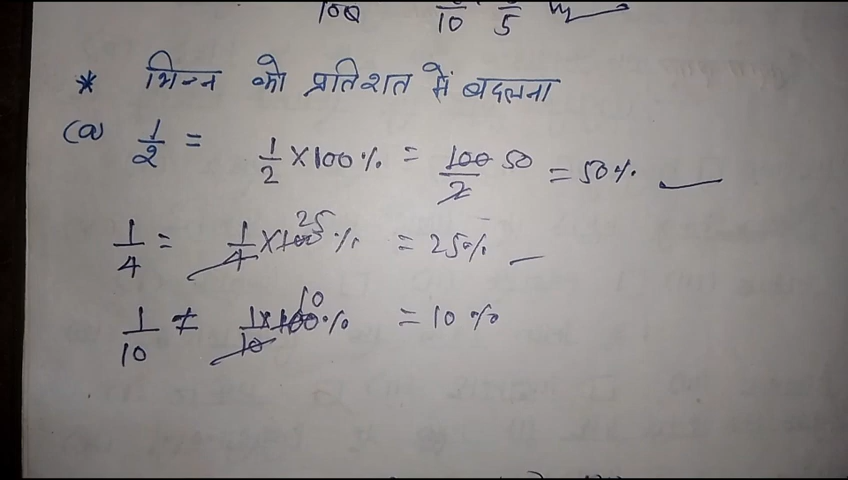 100 10 5
* भिन्न को प्रतिशत में बदलना
(a) 1/2 = 1/2 × 100% = 100/2 50 = 50%
1/4 = 1/4 × 100% 25 = 25%
1/10 ≠ 1/10 × 100% 10 = 10%